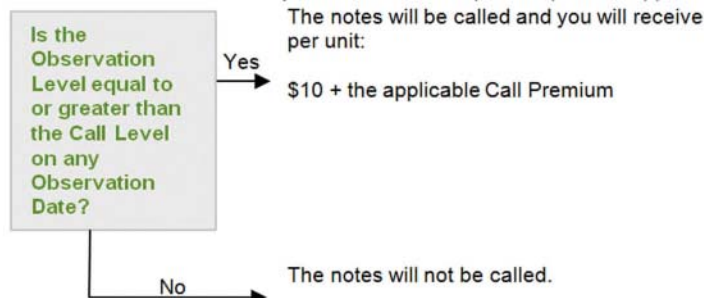 Is the
Observation
Level equal to
or greater than
the Call Level
on any
Observation
Date?
Yes
The notes will be called and you will receive
per unit:
$10 + the applicable Call Premium
No
The notes will not be called.